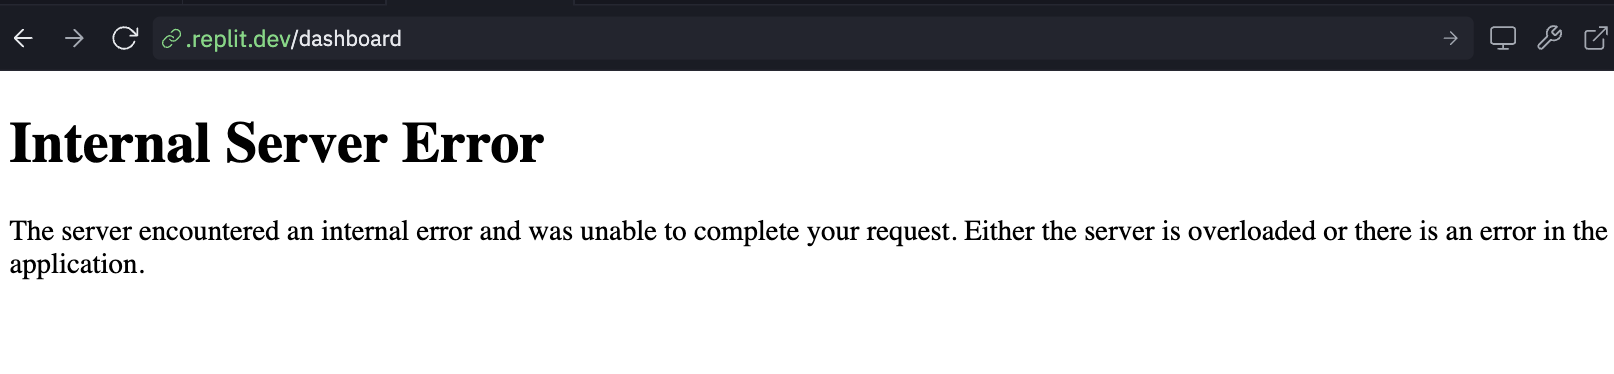 .replit.dev/dashboard
Internal Server Error
The server encountered an internal error and was unable to complete your request. Either the server is overloaded or there is an error in the
application.